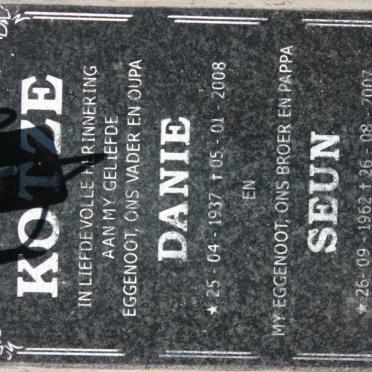 KOTZE
IN LIEFDEVOLLE HERINNERING
AAN MY GELIEFDE
EGGENOOT, ONS VADER EN OUPA
DANIE
★ 25 - 04 - 1937 † 05 - 01 2008
EN
MY EGGENOOT, ONS BROER EN PAPPA
SEUN
★ 26 - 09 - 1962 † 26 - 08 2007